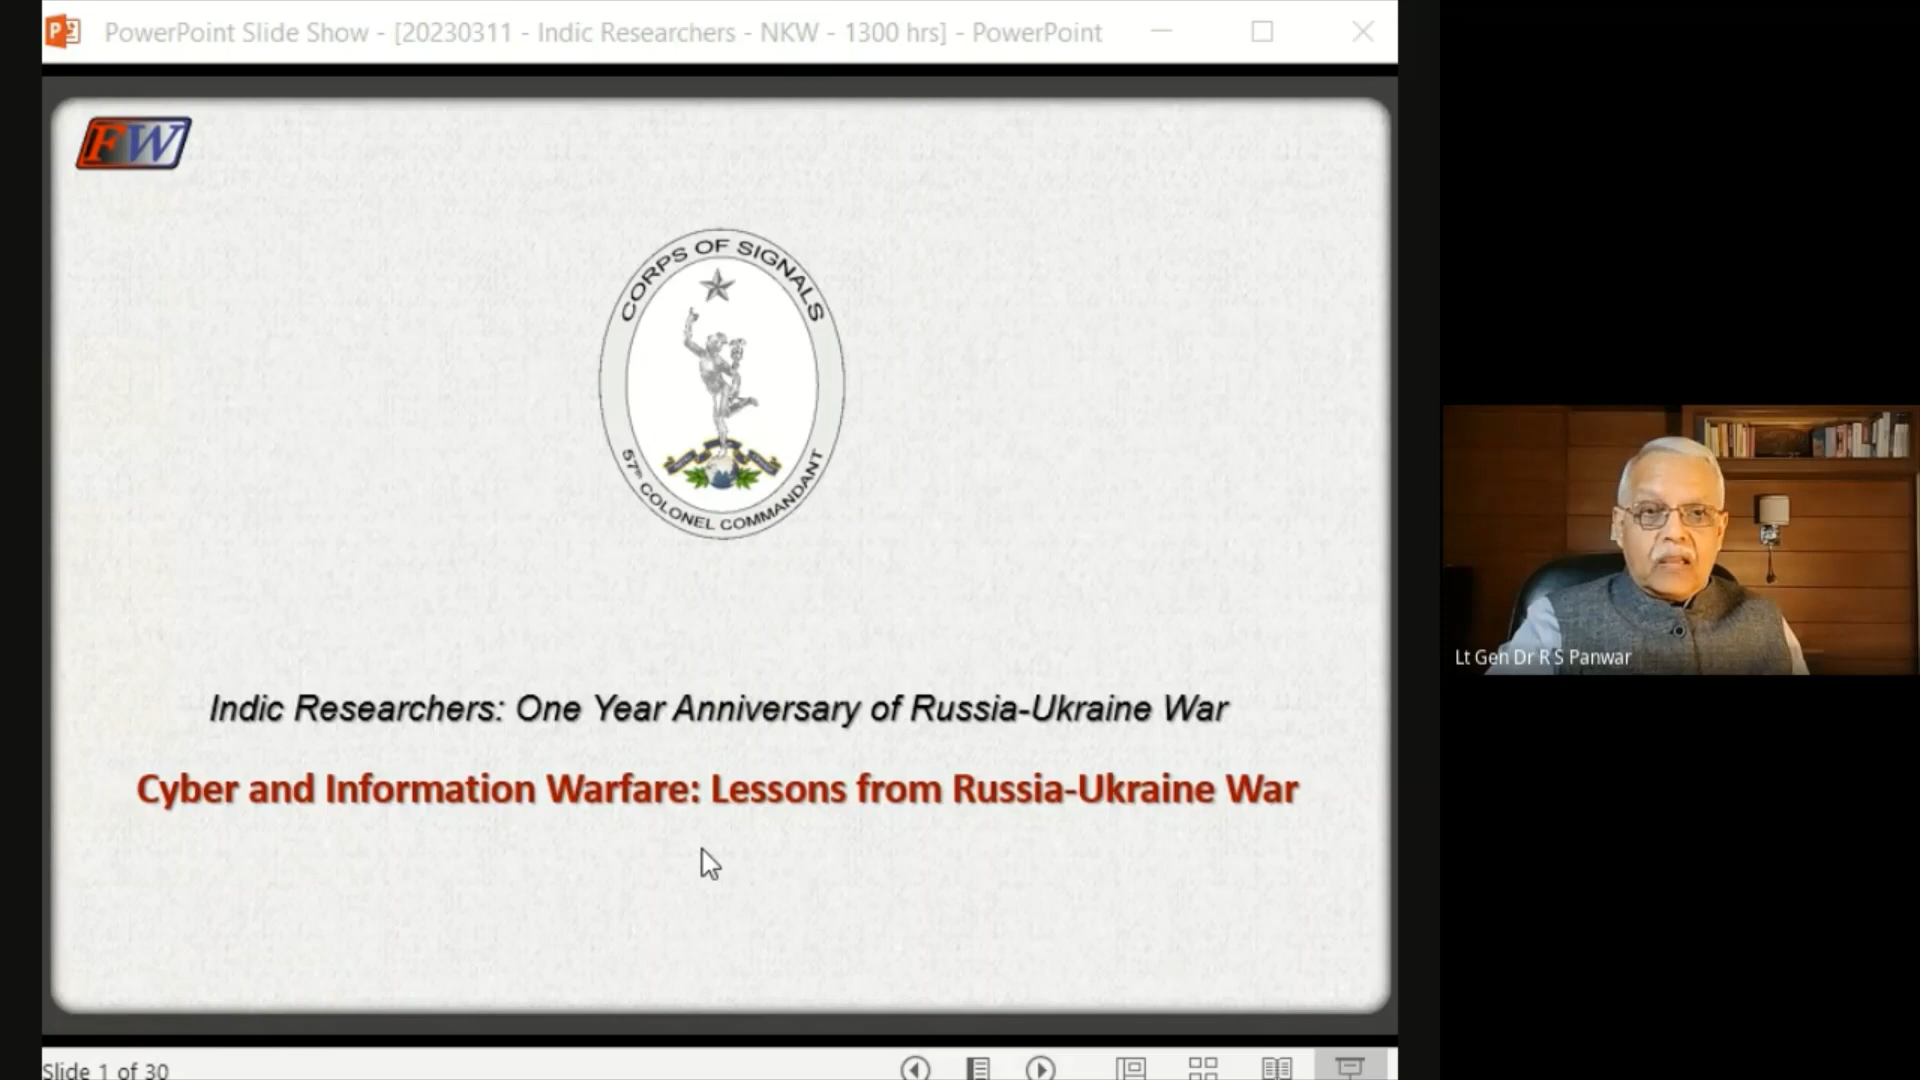 PowerPoint Slide Show - [20230311 - Indic Researchers - NKW - 1300 hrs] - PowerPoint
FW
CORPS OF SIGNALS
57th COLONEL COMMANDANT
Indic Researchers: One Year Anniversary of Russia-Ukraine War
Cyber and Information Warfare: Lessons from Russia-Ukraine War
Lt Gen Dr R S Panwar
Slide 1 of 30